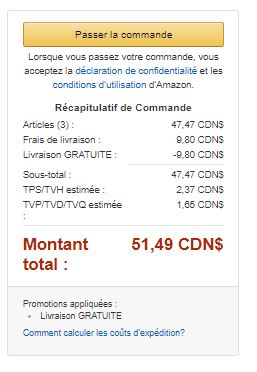 Passer la commande
Lorsque vous passez votre commande, vous
acceptez la déclaration de confidentialité et les
conditions d'utilisation d'Amazon.
Récapitulatif de Commande
Articles (3) : 47,47 CDN$
Frais de livraison : 9,80 CDN$
Livraison GRATUITE : -9,80 CDN$
Sous-total : 47,47 CDN$
TPS/TVH estimée : 2,37 CDN$
TVP/TVD/TVQ estimée 1,65 CDN$
:
Montant 51,49 CDN$
total :
Promotions appliquées :
• Livraison GRATUITE
Comment calculer les coûts d'expédition?